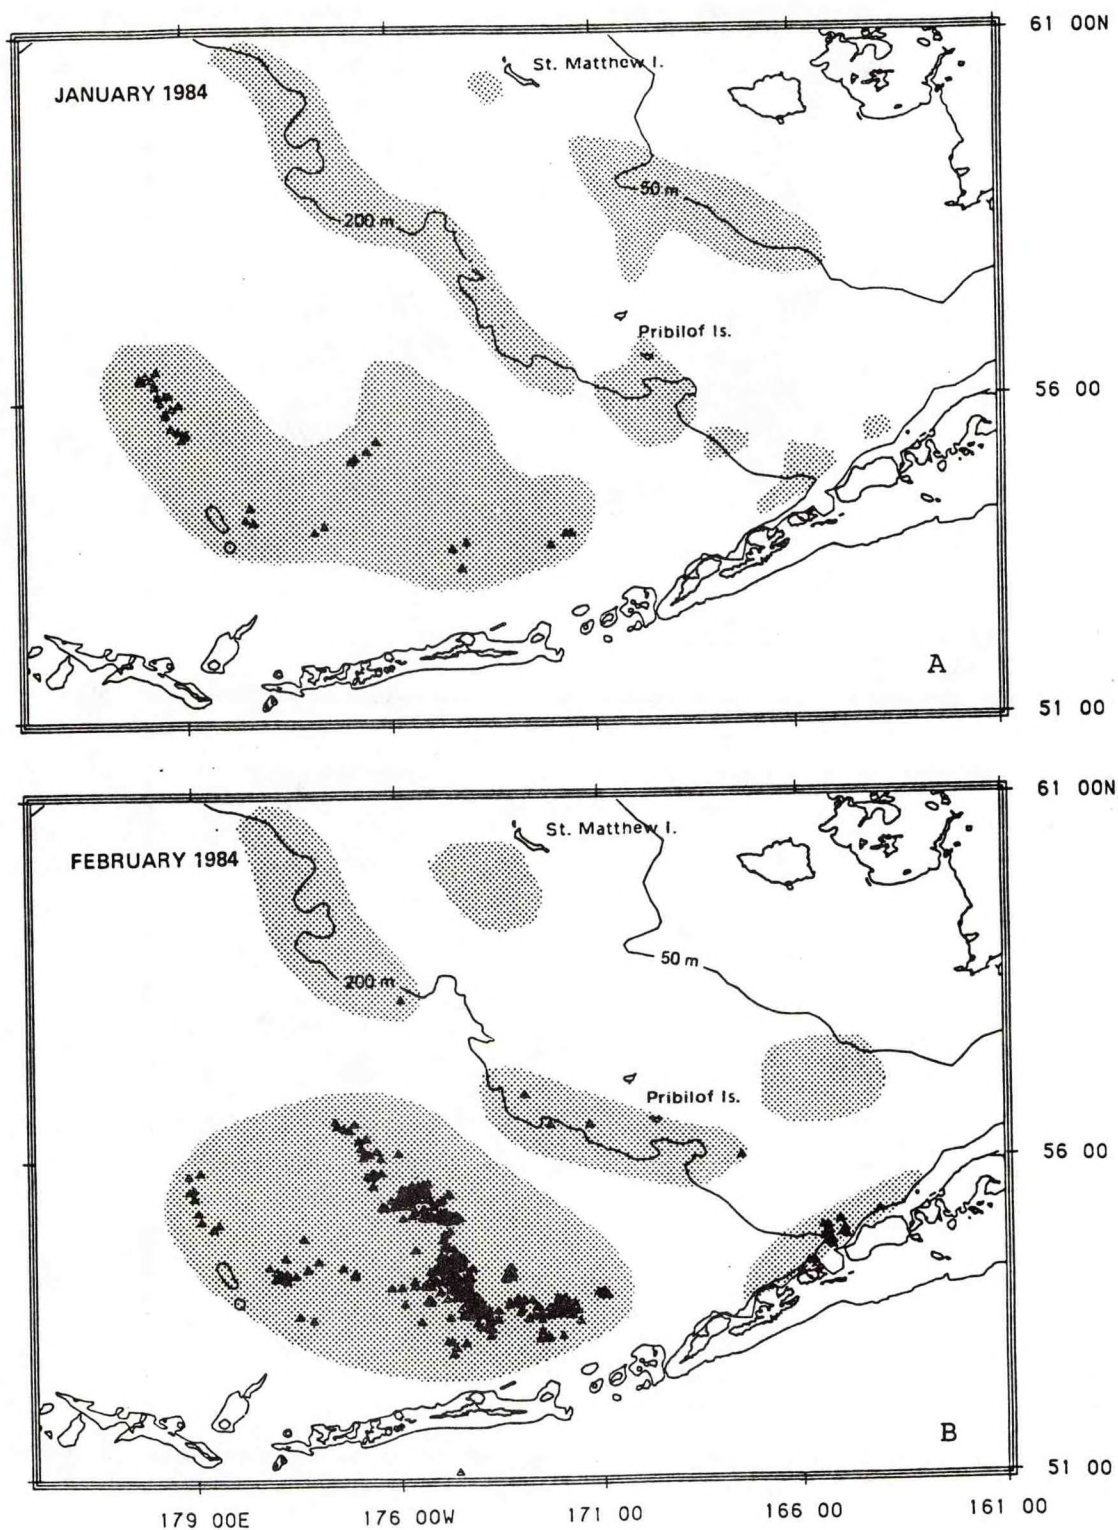 61 00N
St. Matthew I.
JANUARY 1984
50 m
200 m
Pribilof Is.
56 00
A
51 00
61 00N
St. Matthew I.
FEBRUARY 1984
50 m
200 m
Pribilof Is.
56 00
B
51 00
179 00E 176 00W 171 00 166 00 161 00